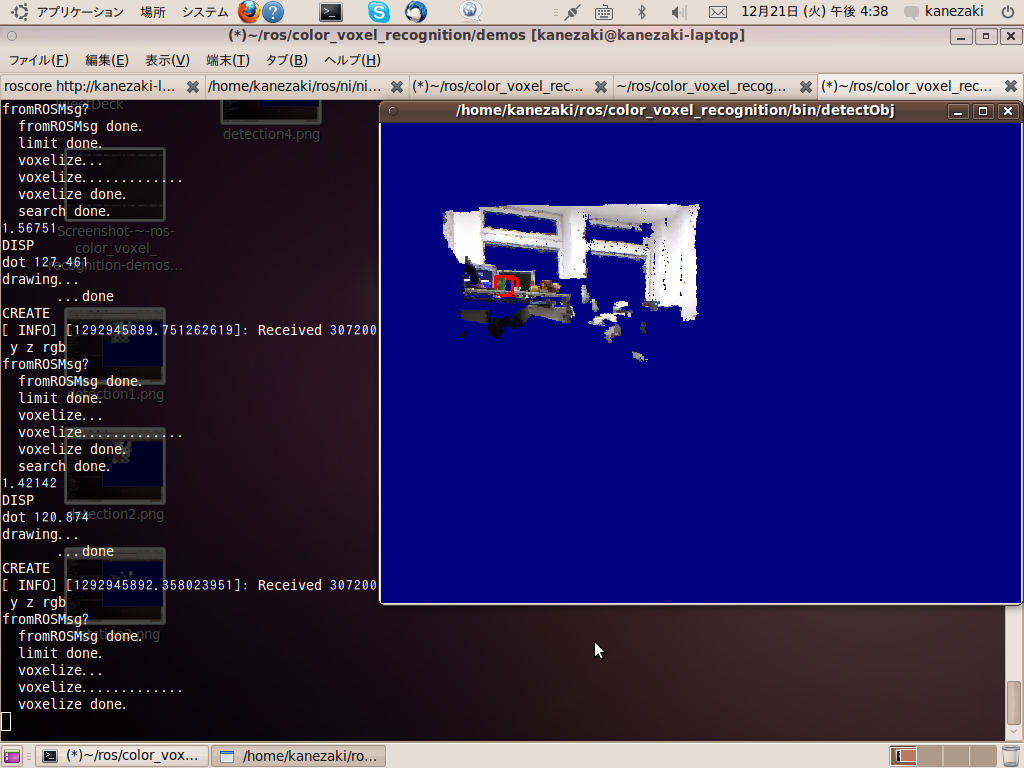 アプリケーション 場所 システム 12月21日 (火) 午後 4:38 kanezaki
(*)~/ros/color_voxel_recognition/demos [kanezaki@kanezaki-laptop]
ファイル(F) 編集(E) 表示(V) 端末(T) タブ(B) ヘルプ(H)
roscore http://kanezaki-l... /home/kanezaki/ros/ni/ni... (*)~/ros/color_voxel_rec... ~/ros/color_voxel_recog... (*)~/ros/color_voxel_rec...
/home/kanezaki/ros/color_voxel_recognition/bin/detectObj
fromROSMsg?
fromROSMsg done.
limit done.
voxelize...
voxelize.............
voxelize done.
search done.
1.56751
DISP
dot 127.461
drawing...
...done
CREATE
[ INFO] [1292945889.751262619]: Received 307200
y z rgb
fromROSMsg?
fromROSMsg done.
limit done.
voxelize...
voxelize.............
voxelize done.
search done.
1.42142
DISP
dot 120.874
drawing...
...done
CREATE
[ INFO] [1292945892.358023951]: Received 307200
y z rgb
fromROSMsg?
fromROSMsg done.
limit done.
voxelize...
voxelize.............
voxelize done.
detection4.png
Screenshot-~-ros-
color_voxel_
recognition-demos...
detection1.png
detection2.png
(*)~/ros/color_vox... /home/kanezaki/ro...